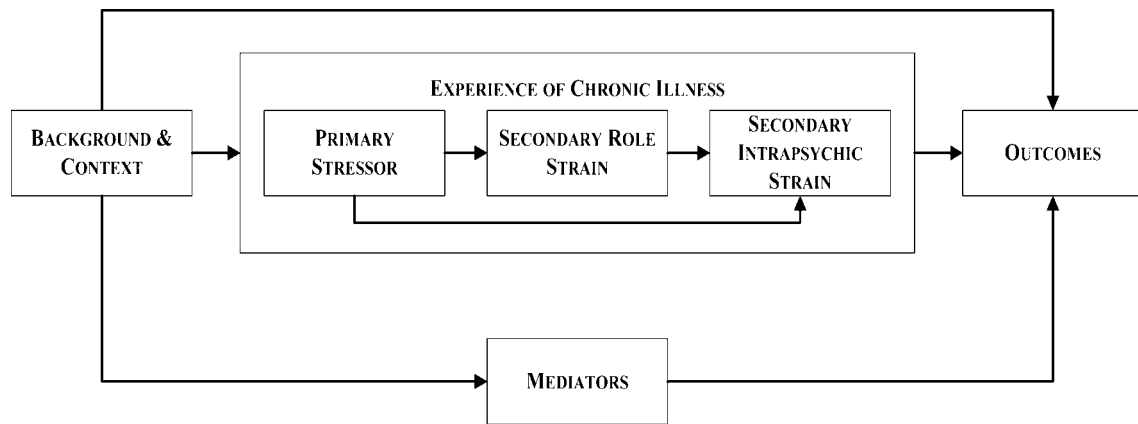 EXPERIENCE OF CHRONIC ILLNESS
BACKGROUND &
CONTEXT
PRIMARY
STRESSOR
SECONDARY ROLE
STRAIN
SECONDARY
INTRAPSYCHIC
STRAIN
OUTCOMES
MEDIATORS